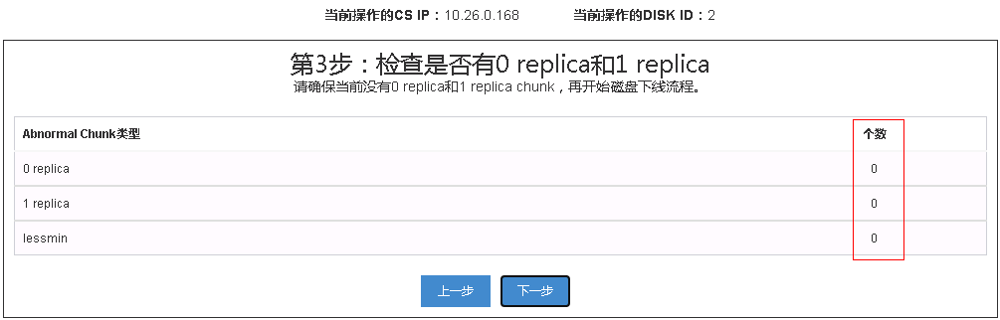 当前操作的CS IP：10.26.0.168 当前操作的DISK ID：2
第3步：检查是否有0 replica和1 replica
请确保当前没有0 replica和1 replica chunk，再开始磁盘下线流程。
Abnormal Chunk类型 个数
0 replica 0
1 replica 0
lessmin 0
上一步 下一步